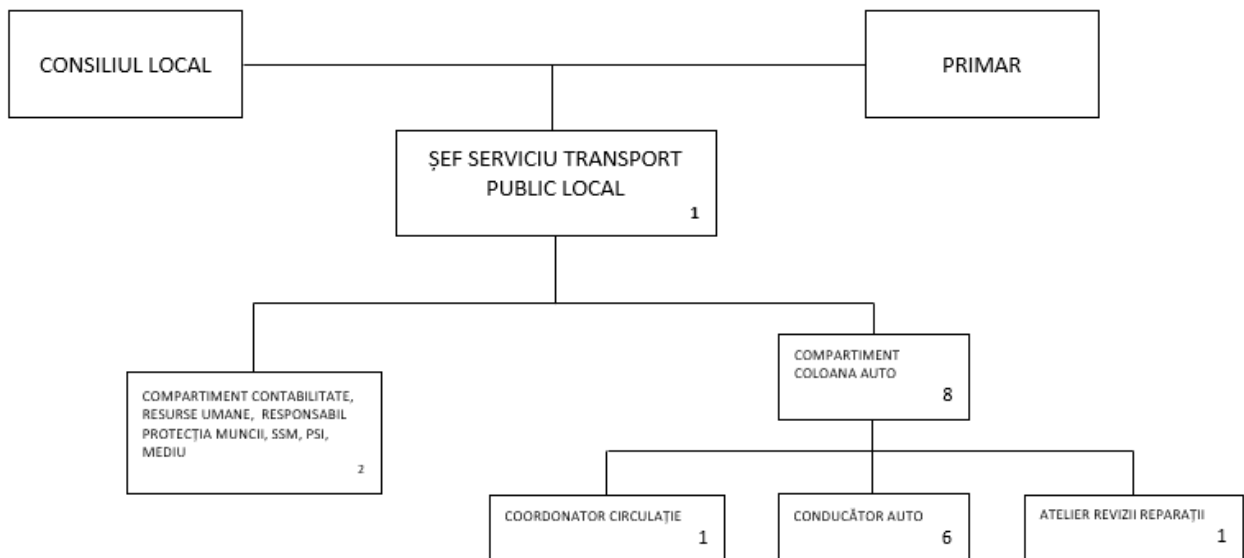 CONSILIUL LOCAL
PRIMAR
ȘEF SERVICIU TRANSPORT
PUBLIC LOCAL
1
COMPARTIMENT
COLOANA AUTO
8
COMPARTIMENT CONTABILITATE,
RESURSE UMANE, RESPONSABIL
PROTECȚIA MUNCII, SSM, PSI,
MEDIU
2
COORDONATOR CIRCULAȚIE
1
CONDUCĂTOR AUTO
6
ATELIER REVIZII REPARAȚII
1